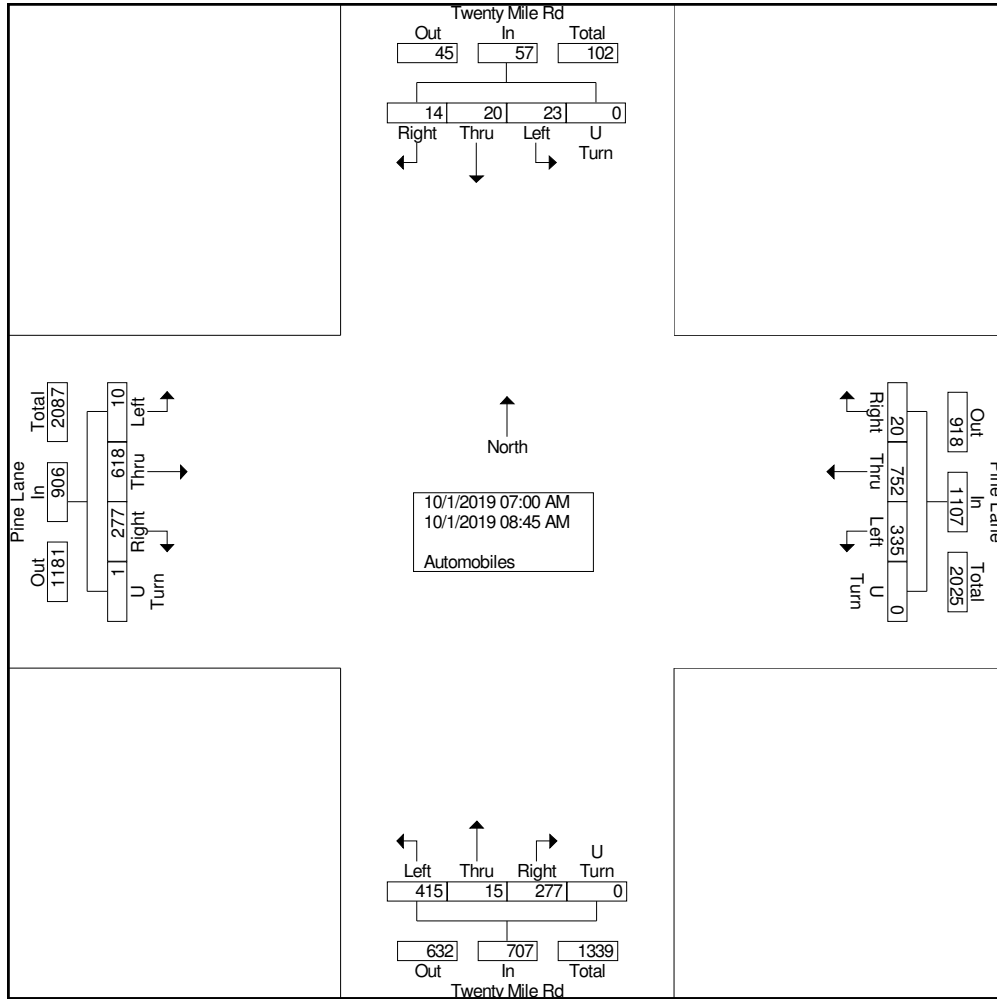 Twenty Mile Rd
Out In Total
45 57 102
14 20 23 0
Right Thru Left U Turn
Pine Lane
Total In Out
2087 906 1181
10 618 277 1
Left Thru Right U Turn
North
10/1/2019 07:00 AM
10/1/2019 08:45 AM
Automobiles
Right Thru Left U Turn
20 752 335 0
Out In Total
918 1107 2025
Pine Lane
Left Thru Right U Turn
415 15 277 0
632 707 1339
Out In Total
Twenty Mile Rd